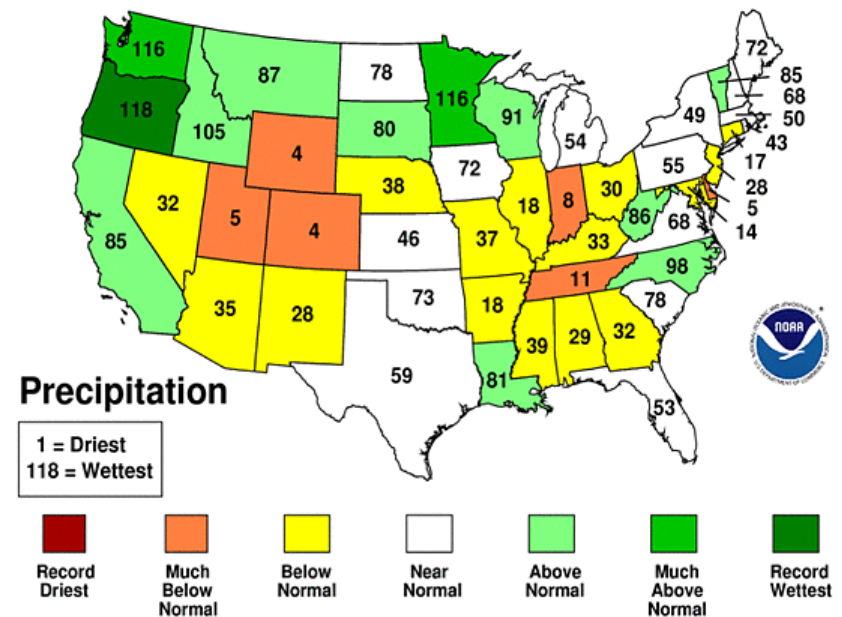 116
72
87
78
85
118
116
91
68
49
50
105
80
54
43
4
72
55
17
38
30
28
32
18
8
86
5
5
68
4
46
37
33
14
85
98
11
35
28
73
18
78
39
29
32
NOAA
59
81
53
Precipitation
1 = Driest
118 = Wettest
Record
Driest
Much
Below
Normal
Below
Normal
Near
Normal
Above
Normal
Much
Above
Normal
Record
Wettest